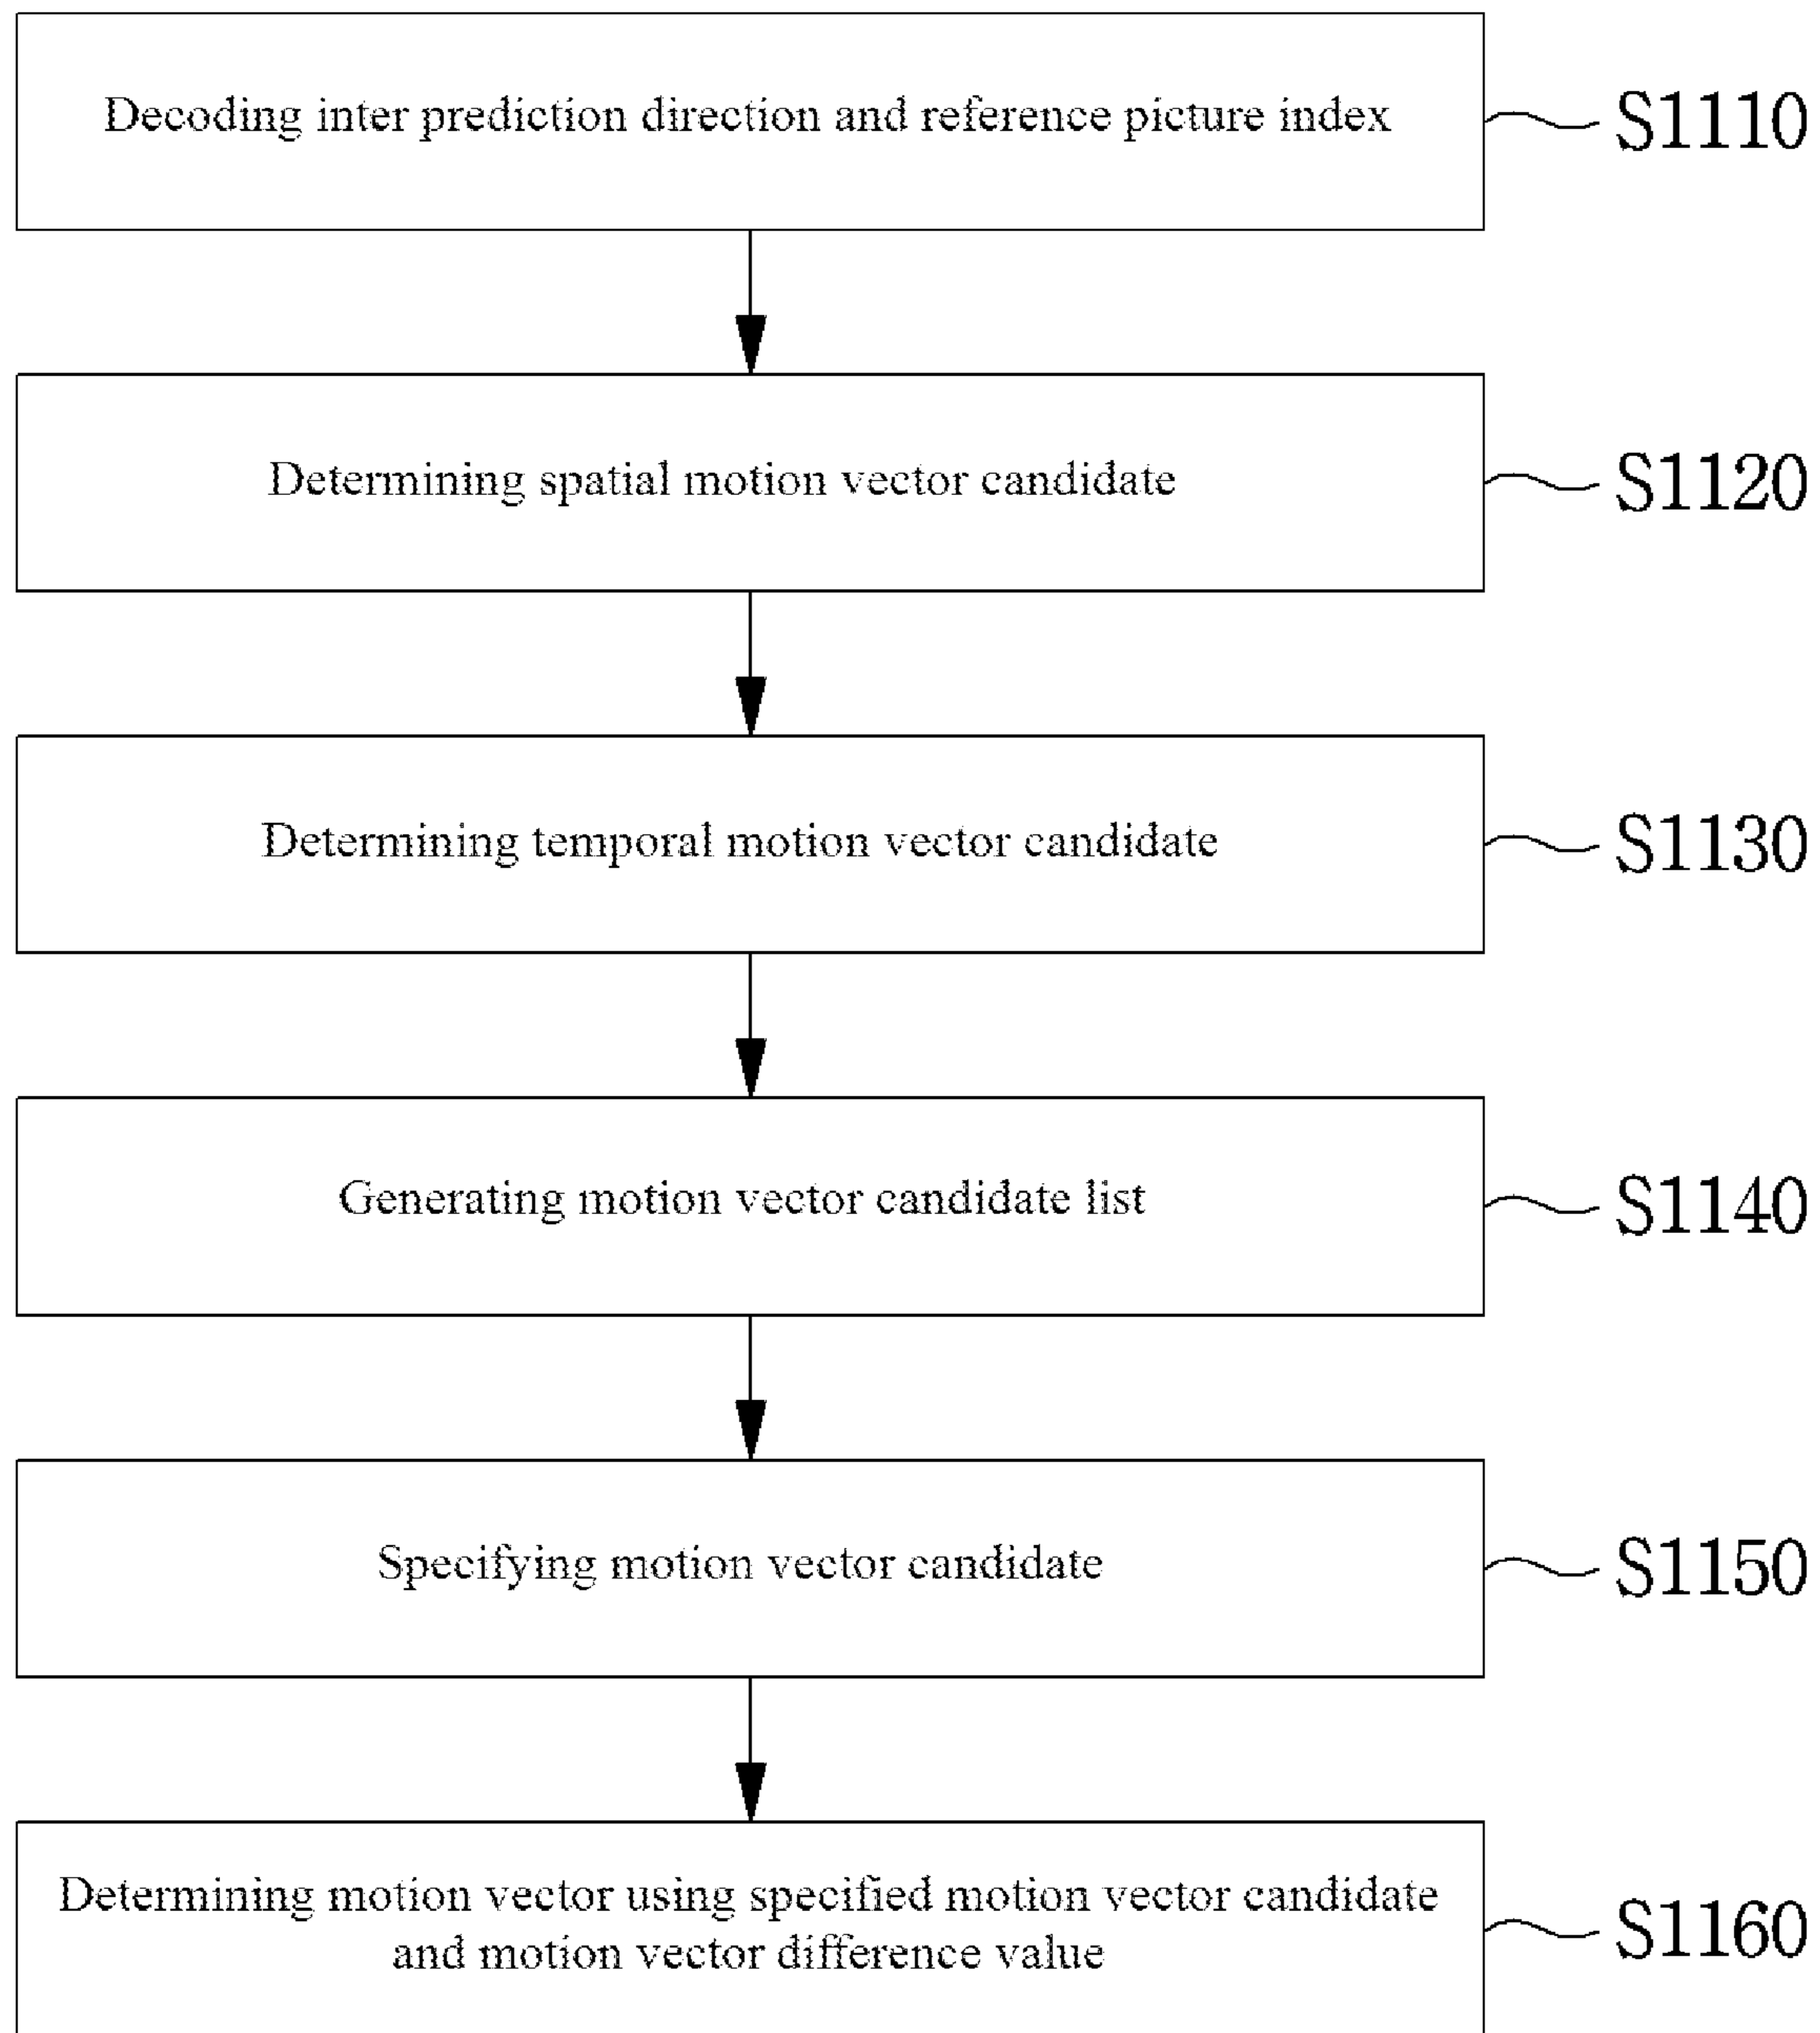 Decoding inter prediction direction and reference picture index
S1110
Determining spatial motion vector candidate
S1120
Determining temporal motion vector candidate
S1130
Generating motion vector candidate list
S1140
Specifying motion vector candidate
S1150
Determining motion vector using specified motion vector candidate
and motion vector difference value
S1160